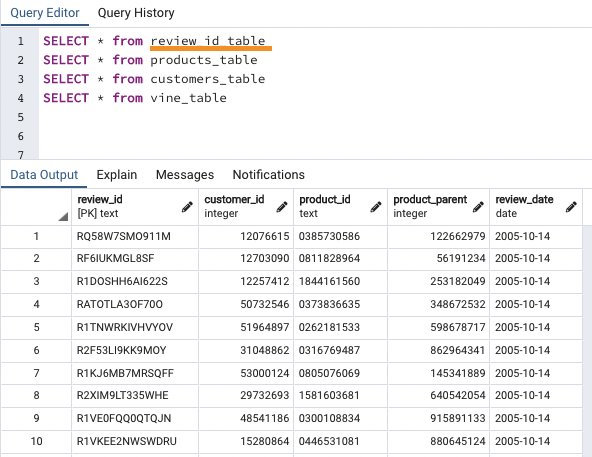 Query Editor Query History
1 SELECT * from review_id_table
2 SELECT * from products_table
3 SELECT * from customers_table
4 SELECT * from vine_table
5
6
7
Data Output Explain Messages Notifications
review_id customer_id product_id product_parent review_date
[PK] text integer text integer date
1 RQ58W7SMO911M 12076615 0385730586 122662979 2005-10-14
2 RF6IUKMGL8SF 12703090 0811828964 56191234 2005-10-14
3 R1DOSHH6AI622S 12257412 1844161560 253182049 2005-10-14
4 RATOTLA3OF70O 50732546 0373836635 348672532 2005-10-14
5 R1TNWRKIVHVYOV 51964897 0262181533 598678717 2005-10-14
6 R2F53LI9KK9MOY 31048862 0316769487 862964341 2005-10-14
7 R1KJ6MB7MRSQFF 53000124 0805076069 145341889 2005-10-14
8 R2XIM9LT335WHE 29732693 1581603681 640542054 2005-10-14
9 R1VE0FQQ0QTQJN 48541186 0300108834 915891133 2005-10-14
10 R1VKEE2NWSWDRU 15280864 0446531081 880645124 2005-10-14